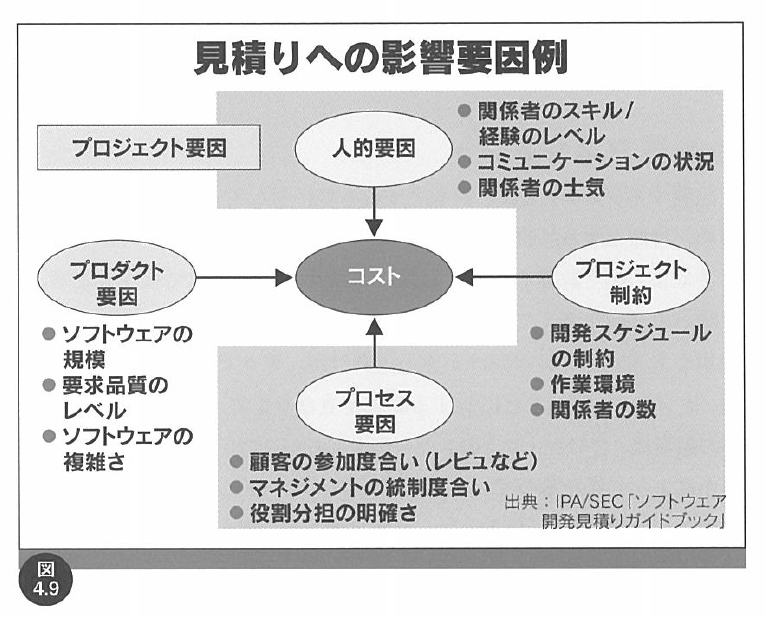 見積りへの影響要因例
プロジェクト要因
人的要因
● 関係者のスキル/
経験のレベル
● コミュニケーションの状況
● 関係者の士気
プロダクト
要因
● ソフトウェアの
規模
● 要求品質の
レベル
● ソフトウェアの
複雑さ
コスト
プロジェクト
制約
● 開発スケジュール
の制約
● 作業環境
● 関係者の数
プロセス
要因
● 顧客の参加度合い(レビュなど)
● マネジメントの統制度合い
● 役割分担の明確さ
出典:IPA/SEC「ソフトウェア
開発見積りガイドブック」
図
4.9